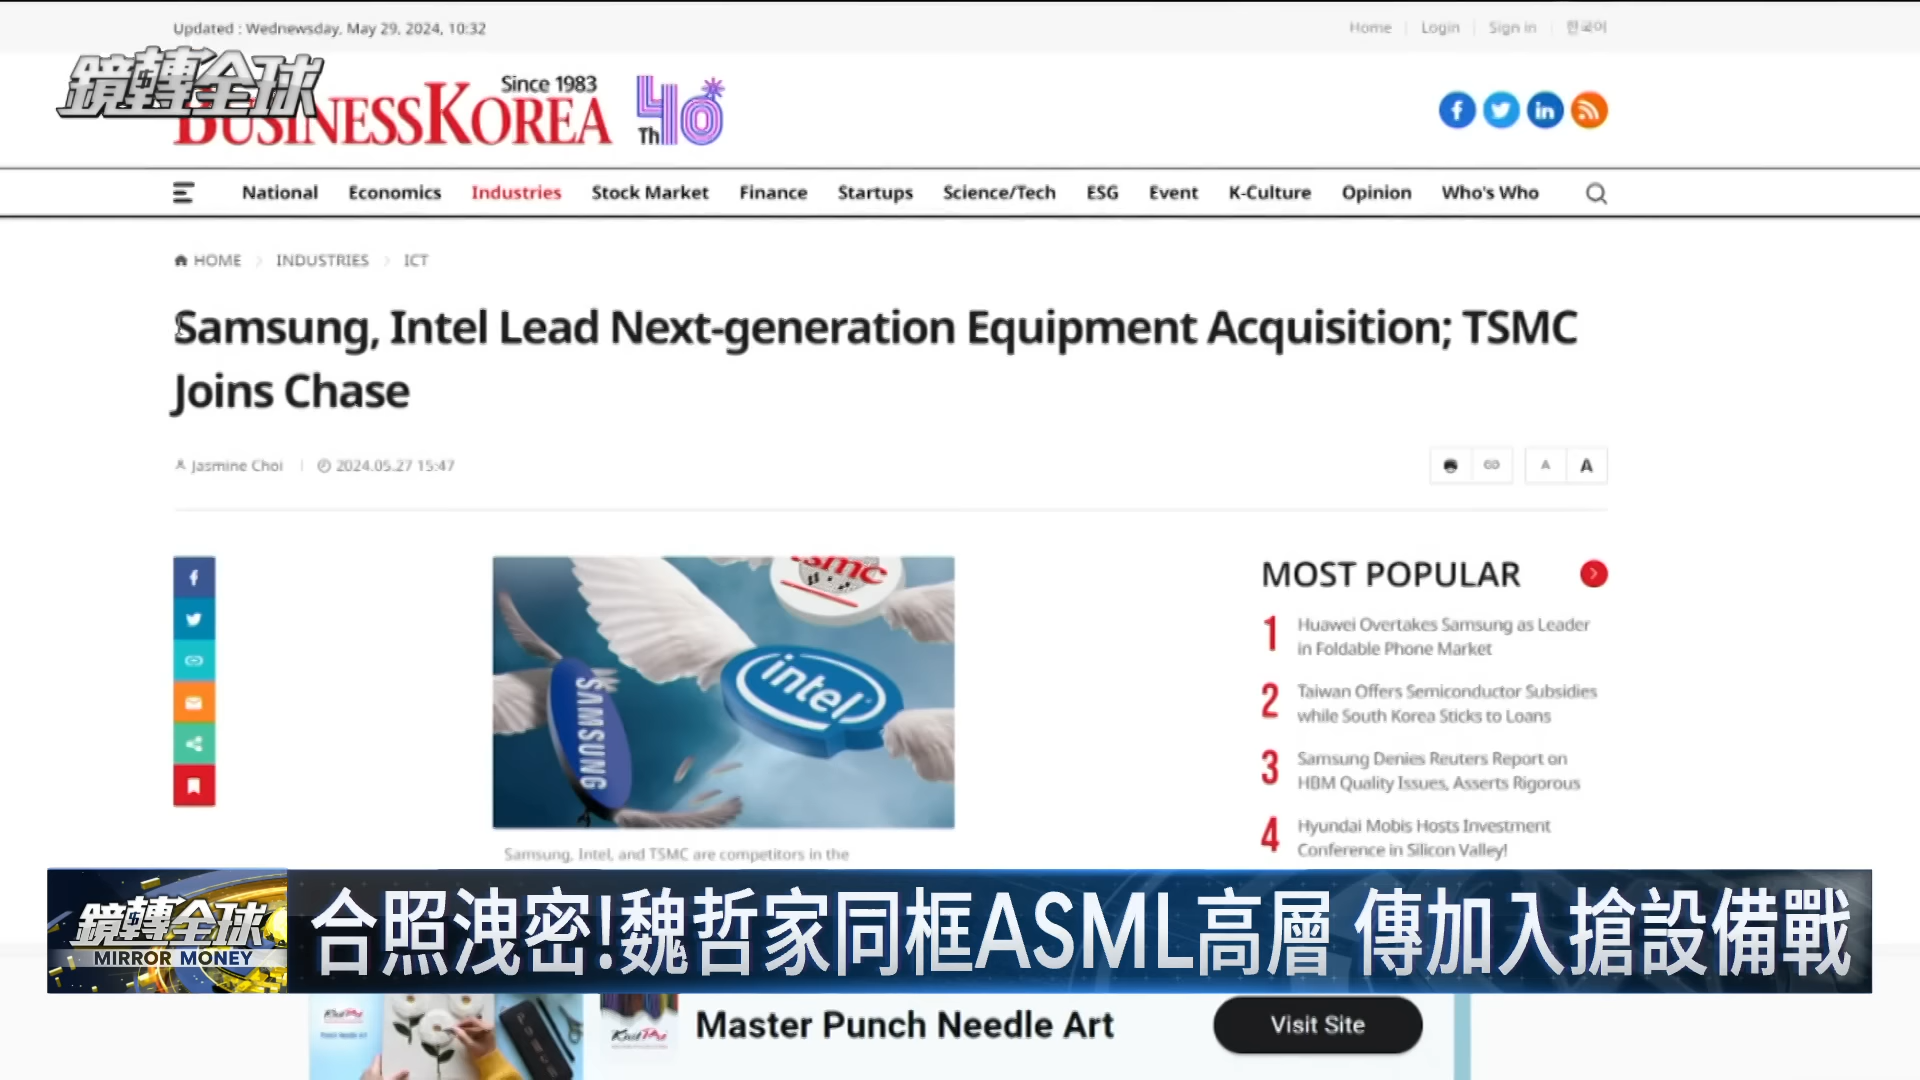 Updated : Wednewsday, May 29, 2024, 10:32
Home
Login
Sign in
한국어
鏡轉全球
Since 1983
BUSINESSKOREA
40
Th
National
Economics
Industries
Stock Market
Finance
Startups
Science/Tech
ESG
Event
K-Culture
Opinion
Who's Who
HOME
INDUSTRIES
ICT
Samsung, Intel Lead Next-generation Equipment Acquisition; TSMC
Joins Chase
Jasmine Choi
2024.05.27 15:47
A
A
tsmc
intel
SAMSUNG
Samsung, Intel, and TSMC are competitors in the
MOST POPULAR
1
Huawei Overtakes Samsung as Leader
in Foldable Phone Market
2
Taiwan Offers Semiconductor Subsidies
while South Korea Sticks to Loans
3
Samsung Denies Reuters Report on
HBM Quality Issues, Asserts Rigorous
4
Hyundai Mobis Hosts Investment
Conference in Silicon Valley!
鏡轉全球
MIRROR MONEY
合照洩密!魏哲家同框ASML高層 傳加入搶設備戰
KnitPro
KnitPro
Master Punch Needle Art
Visit Site